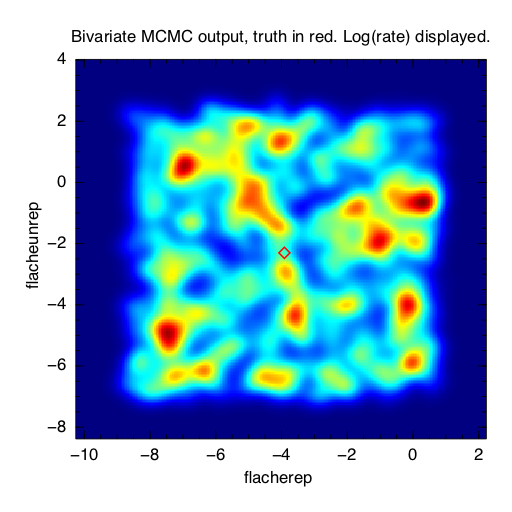 Bivariate MCMC output, truth in red. Log(rate) displayed.
4
2
0
−2
−4
−6
−8
flacheunrep
−10 −8 −6 −4 −2 0 2
flacherep